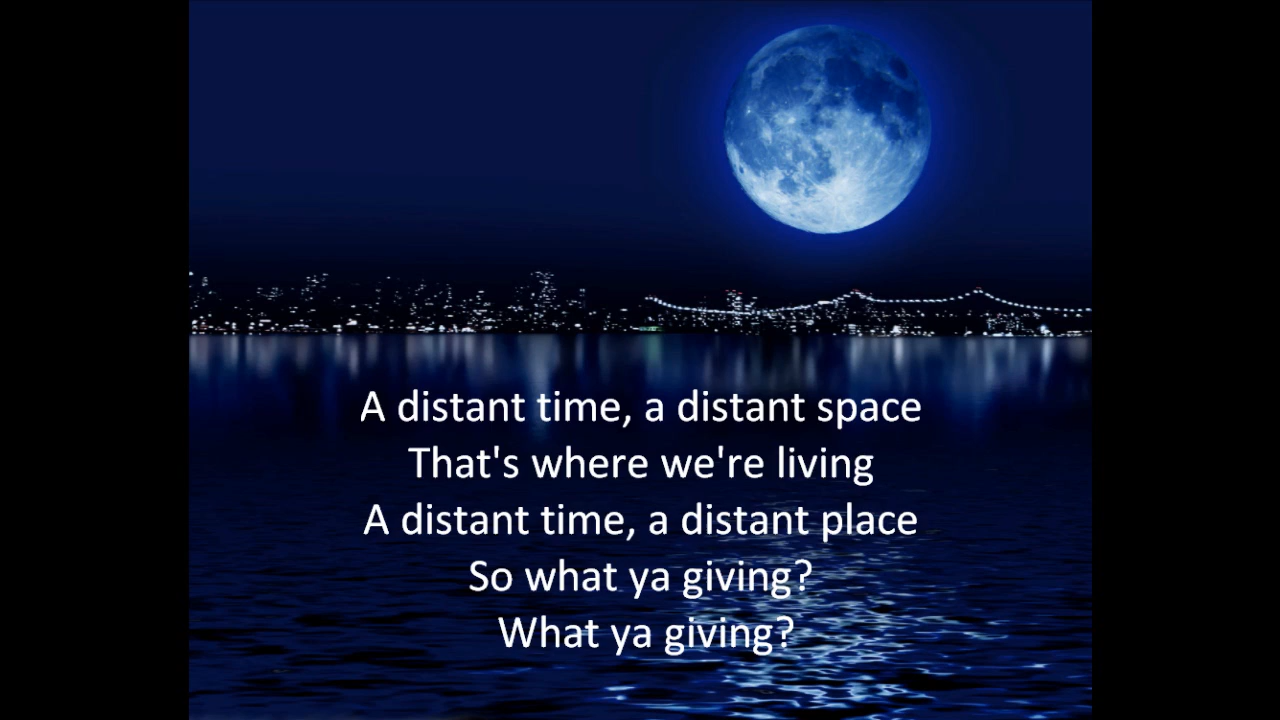 A distant time, a distant space
That's where we're living
A distant time, a distant place
So what ya giving?
What ya giving?